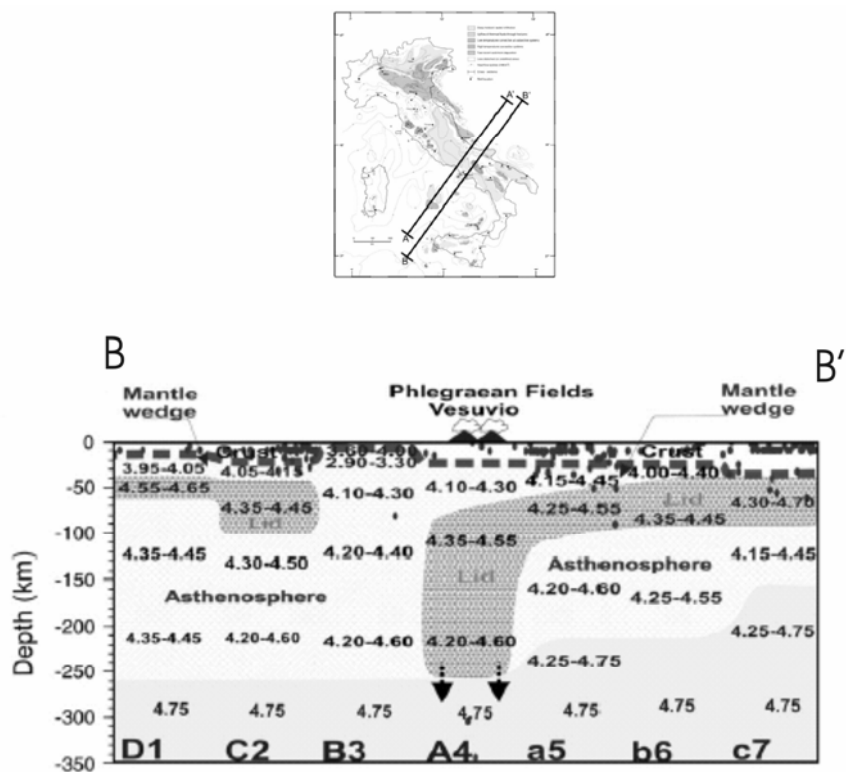 A'
B'
A
B
B
B'
Mantle wedge
Phlegraean Fields
Vesuvio
Mantle wedge
Depth (km)
0
-50
-100
-150
-200
-250
-300
-350
Crust
3.60-4.00
Crust
3.95-4.05
4.05-4.15
2.90-3.30
4.15-4.45
4.00-4.40
4.55-4.65
4.35-4.45
Lid
4.10-4.30
4.10-4.30
4.25-4.55
Lid
4.35-4.45
4.30-4.70
4.35-4.45
4.30-4.50
4.20-4.40
4.35-4.55
Lid
Asthenosphere
4.15-4.45
Asthenosphere
4.20-4.60
4.25-4.55
4.35-4.45
4.20-4.60
4.20-4.60
4.20-4.60
4.25-4.75
4.25-4.75
4.75
4.75
4.75
4.75
4.75
4.75
4.75
D1
C2
B3
A4
a5
b6
c7